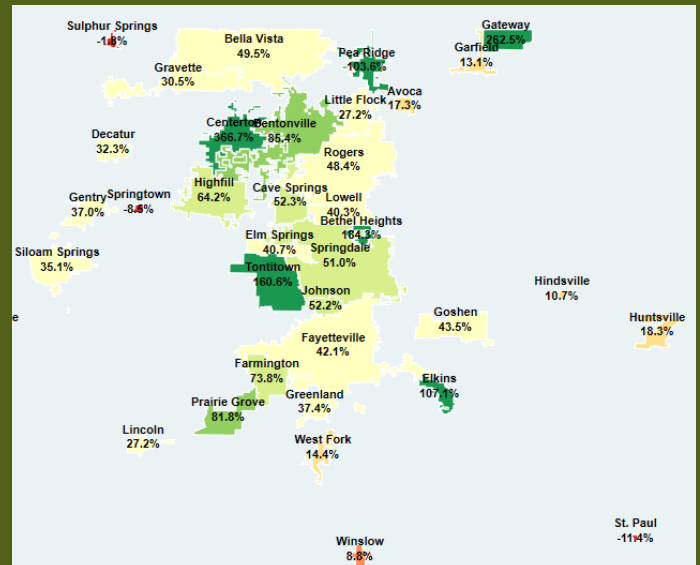 Sulphur Springs
-1.8%
Bella Vista
49.5%
Gateway
262.5%
Garfield
13.1%
Pea Ridge
103.6%
Gravette
30.5%
Avoca
17.3%
Little Flock
27.2%
Centerton
366.7%
Bentonville
85.4%
Decatur
32.3%
Rogers
48.4%
Highfill
64.2%
Cave Springs
52.3%
Gentry
37.0%
Springtown
Lowell
40.3%
Bethel Heights
184.3%
Elm Springs
40.7%
Springdale
51.0%
Siloam Springs
35.1%
Tontitown
160.6%
Johnson
52.2%
Hindsville
10.7%
e
Goshen
43.5%
Huntsville
18.3%
Fayetteville
42.1%
Farmington
73.8%
Elkins
107.1%
Greenland
37.4%
Prairie Grove
81.8%
Lincoln
27.2%
West Fork
14.4%
St. Paul
-11.4%
Winslow
8.8%